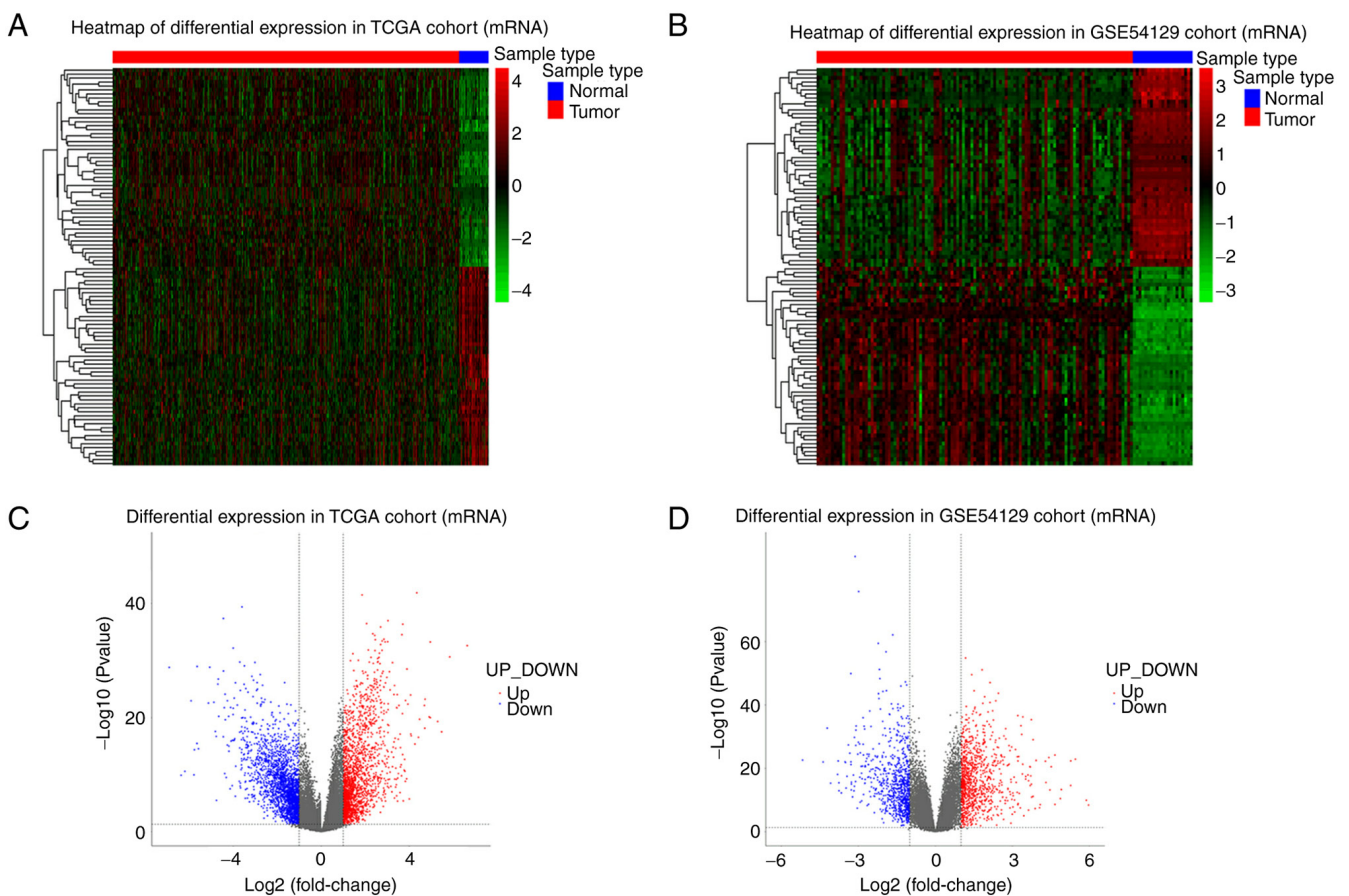 A
Heatmap of differential expression in TCGA cohort (mRNA)
Sample type
4
2
0
−2
−4
Sample type
Normal
Tumor
B
Heatmap of differential expression in GSE54129 cohort (mRNA)
Sample type
3
2
1
0
−1
−2
−3
Sample type
Normal
Tumor
C
Differential expression in TCGA cohort (mRNA)
−Log10 (Pvalue)
40
20
0
−4
0
4
Log2 (fold-change)
UP_DOWN
Up
Down
D
Differential expression in GSE54129 cohort (mRNA)
−Log10 (Pvalue)
60
40
20
0
−6
−3
0
3
6
Log2 (fold-change)
UP_DOWN
Up
Down